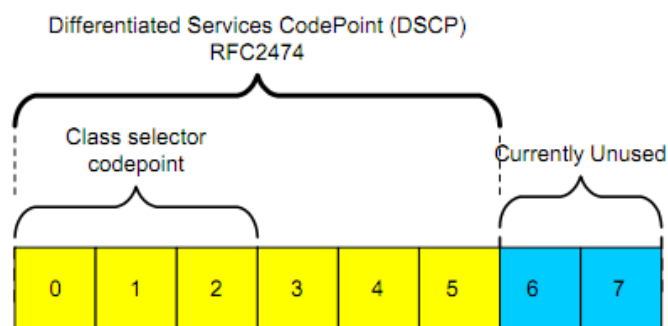 Differentiated Services CodePoint (DSCP)
RFC2474
Class selector
codepoint
Currently Unused
0 1 2 3 4 5 6 7